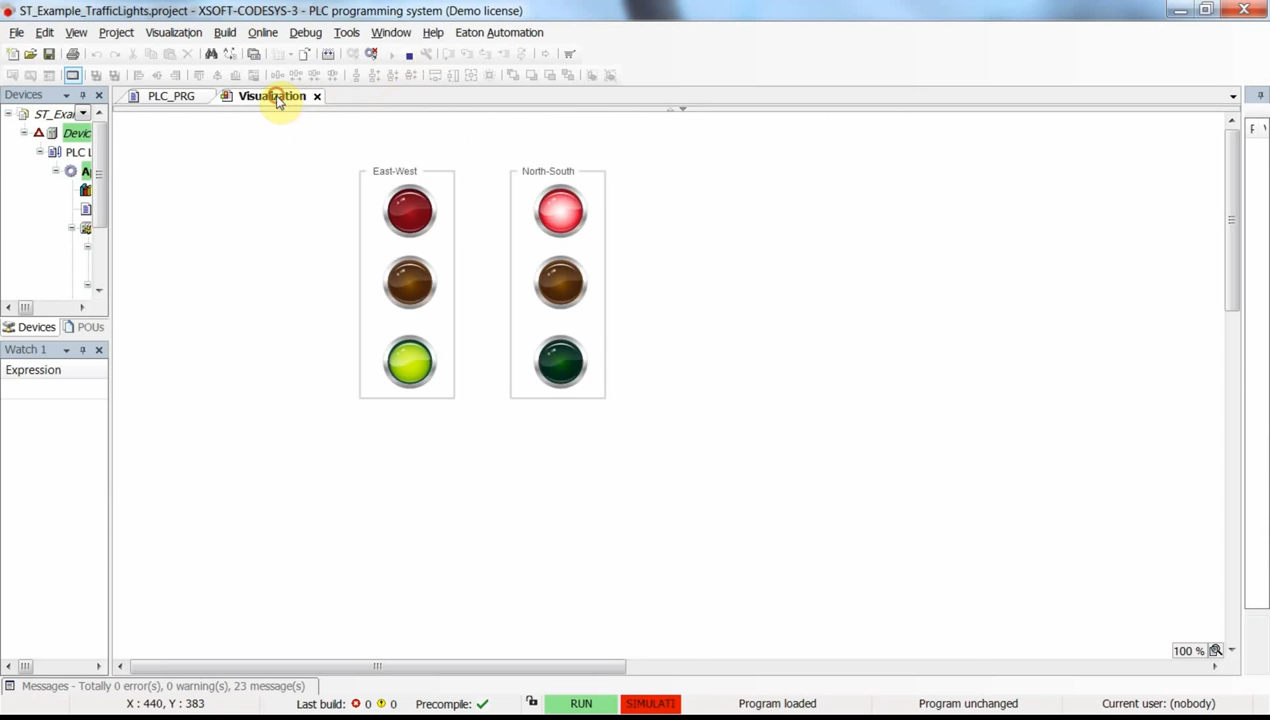 ST_Example_TrafficLights.project - XSOFT-CODESYS-3 - PLC programming system (Demo license)
File Edit View Project Visualization Build Online Debug Tools Window Help Eaton Automation
Devices
PLC_PRG Visualization
ST_Exa
Devic
PLC L
A
East-West North-South
Devices POUs
Watch 1
Expression
100 %
Messages - Totally 0 error(s), 0 warning(s), 23 message(s)
X : 440, Y : 383 Last build: 0 0 Precompile: RUN SIMULATI Program loaded Program unchanged Current user: (nobody)